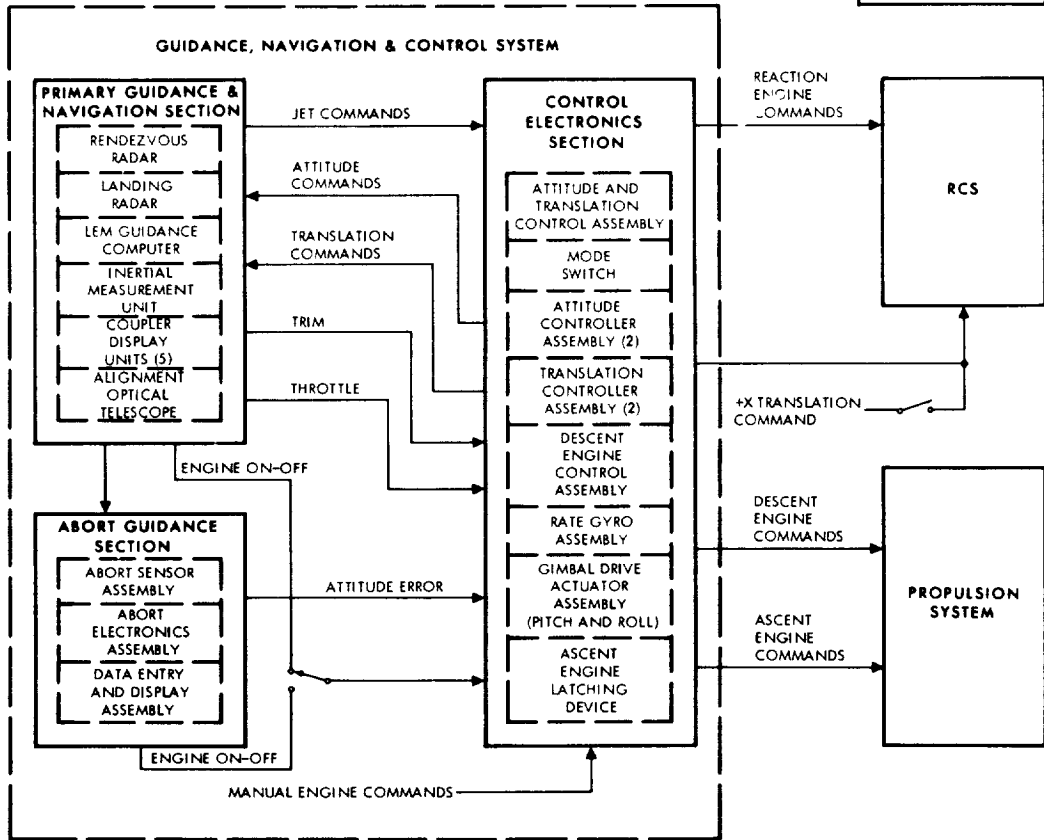 GUIDANCE, NAVIGATION & CONTROL SYSTEM
PRIMARY GUIDANCE &
NAVIGATION SECTION
RENDEZVOUS
RADAR
LANDING
RADAR
LEM GUIDANCE
COMPUTER
INERTIAL
MEASUREMENT
UNIT
COUPLER
DISPLAY
UNITS (5)
ALIGNMENT
OPTICAL
TELESCOPE
JET COMMANDS
ATTITUDE
COMMANDS
TRANSLATION
COMMANDS
TRIM
THROTTLE
ENGINE ON-OFF
ABORT GUIDANCE
SECTION
ABORT SENSOR
ASSEMBLY
ABORT
ELECTRONICS
ASSEMBLY
DATA ENTRY
AND DISPLAY
ASSEMBLY
ATTITUDE ERROR
ENGINE ON-OFF
MANUAL ENGINE COMMANDS
CONTROL
ELECTRONICS
SECTION
ATTITUDE AND
TRANSLATION
CONTROL ASSEMBLY
MODE
SWITCH
ATTITUDE
CONTROLLER
ASSEMBLY (2)
TRANSLATION
CONTROLLER
ASSEMBLY (2)
DESCENT
ENGINE
CONTROL
ASSEMBLY
RATE GYRO
ASSEMBLY
GIMBAL DRIVE
ACTUATOR
ASSEMBLY
(PITCH AND ROLL)
ASCENT
ENGINE
LATCHING
DEVICE
REACTION
ENGINE
COMMANDS
RCS
+X TRANSLATION
COMMAND
DESCENT
ENGINE
COMMANDS
ASCENT
ENGINE
COMMANDS
PROPULSION
SYSTEM